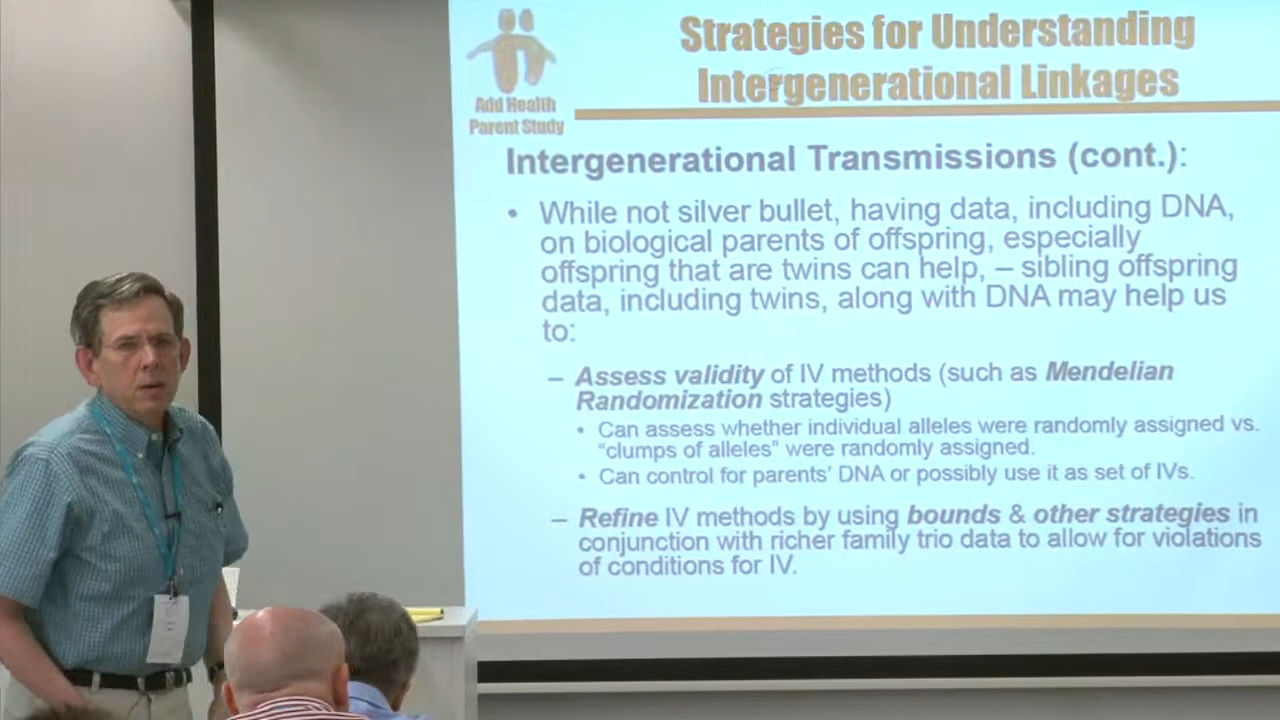 Strategies for Understanding
Intergenerational Linkages
Add Health
Parent Study
Intergenerational Transmissions (cont.):
• While not silver bullet, having data, including DNA,
on biological parents of offspring, especially
offspring that are twins can help, – sibling offspring
data, including twins, along with DNA may help us
to:
– Assess validity of IV methods (such as Mendelian
Randomization strategies)
• Can assess whether individual alleles were randomly assigned vs.
“clumps of alleles” were randomly assigned.
• Can control for parents' DNA or possibly use it as set of IVs.
– Refine IV methods by using bounds & other strategies in
conjunction with richer family trio data to allow for violations
of conditions for IV.